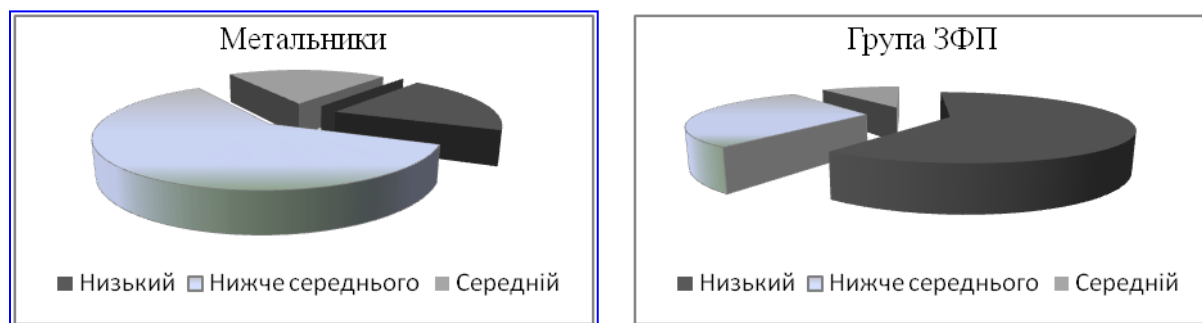 Метальники
Низький Нижче середнього Середній
Група ЗФП
Низький Нижче середнього Середній